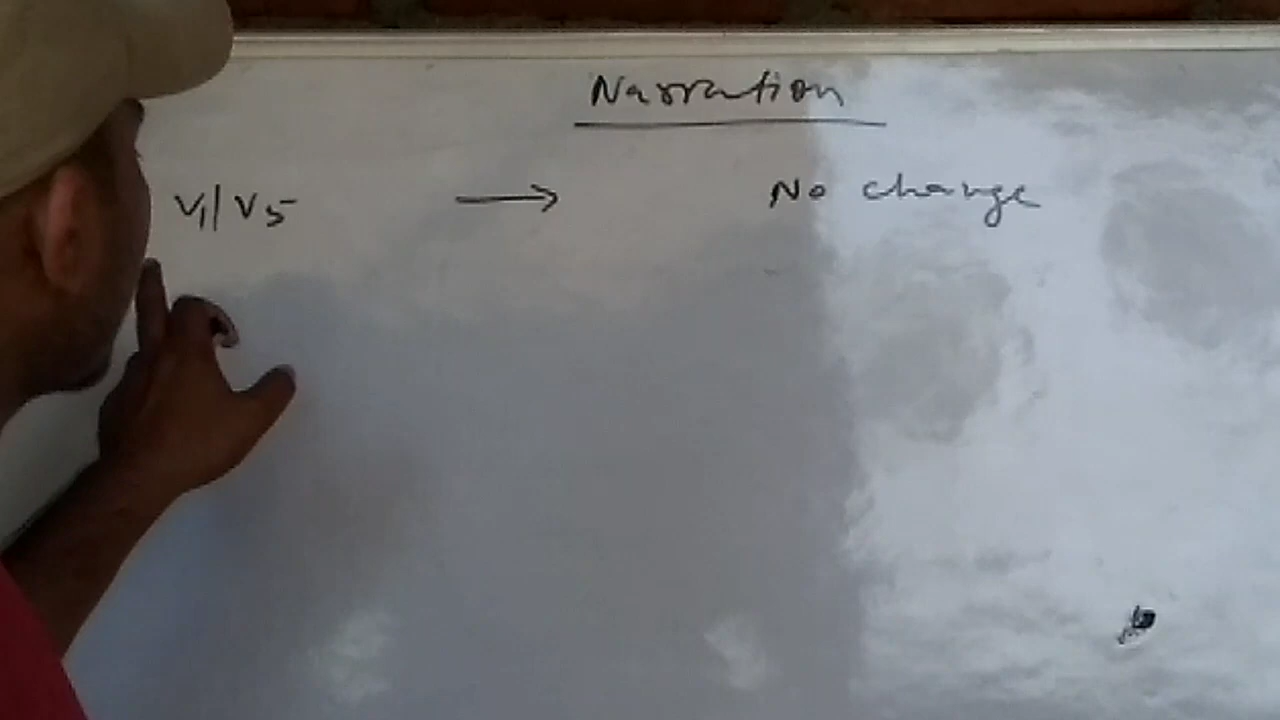 Narration
V1/V5 → No change